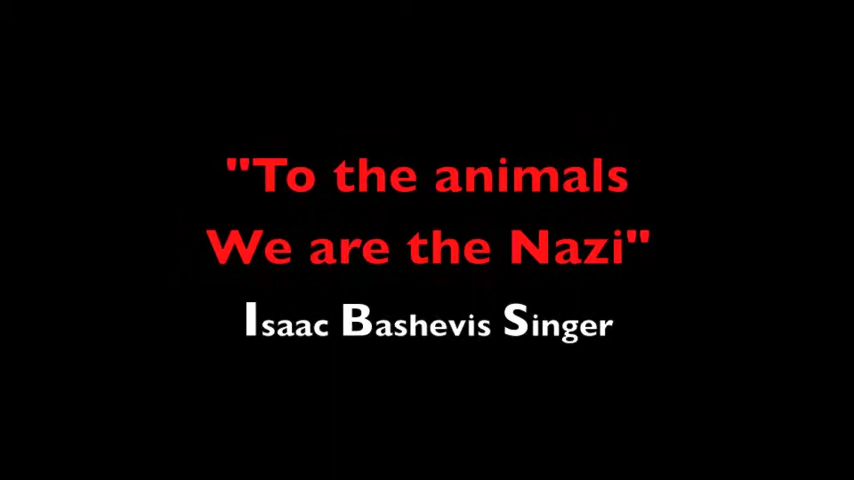 "To the animals
We are the Nazi"
Isaac Bashevis Singer